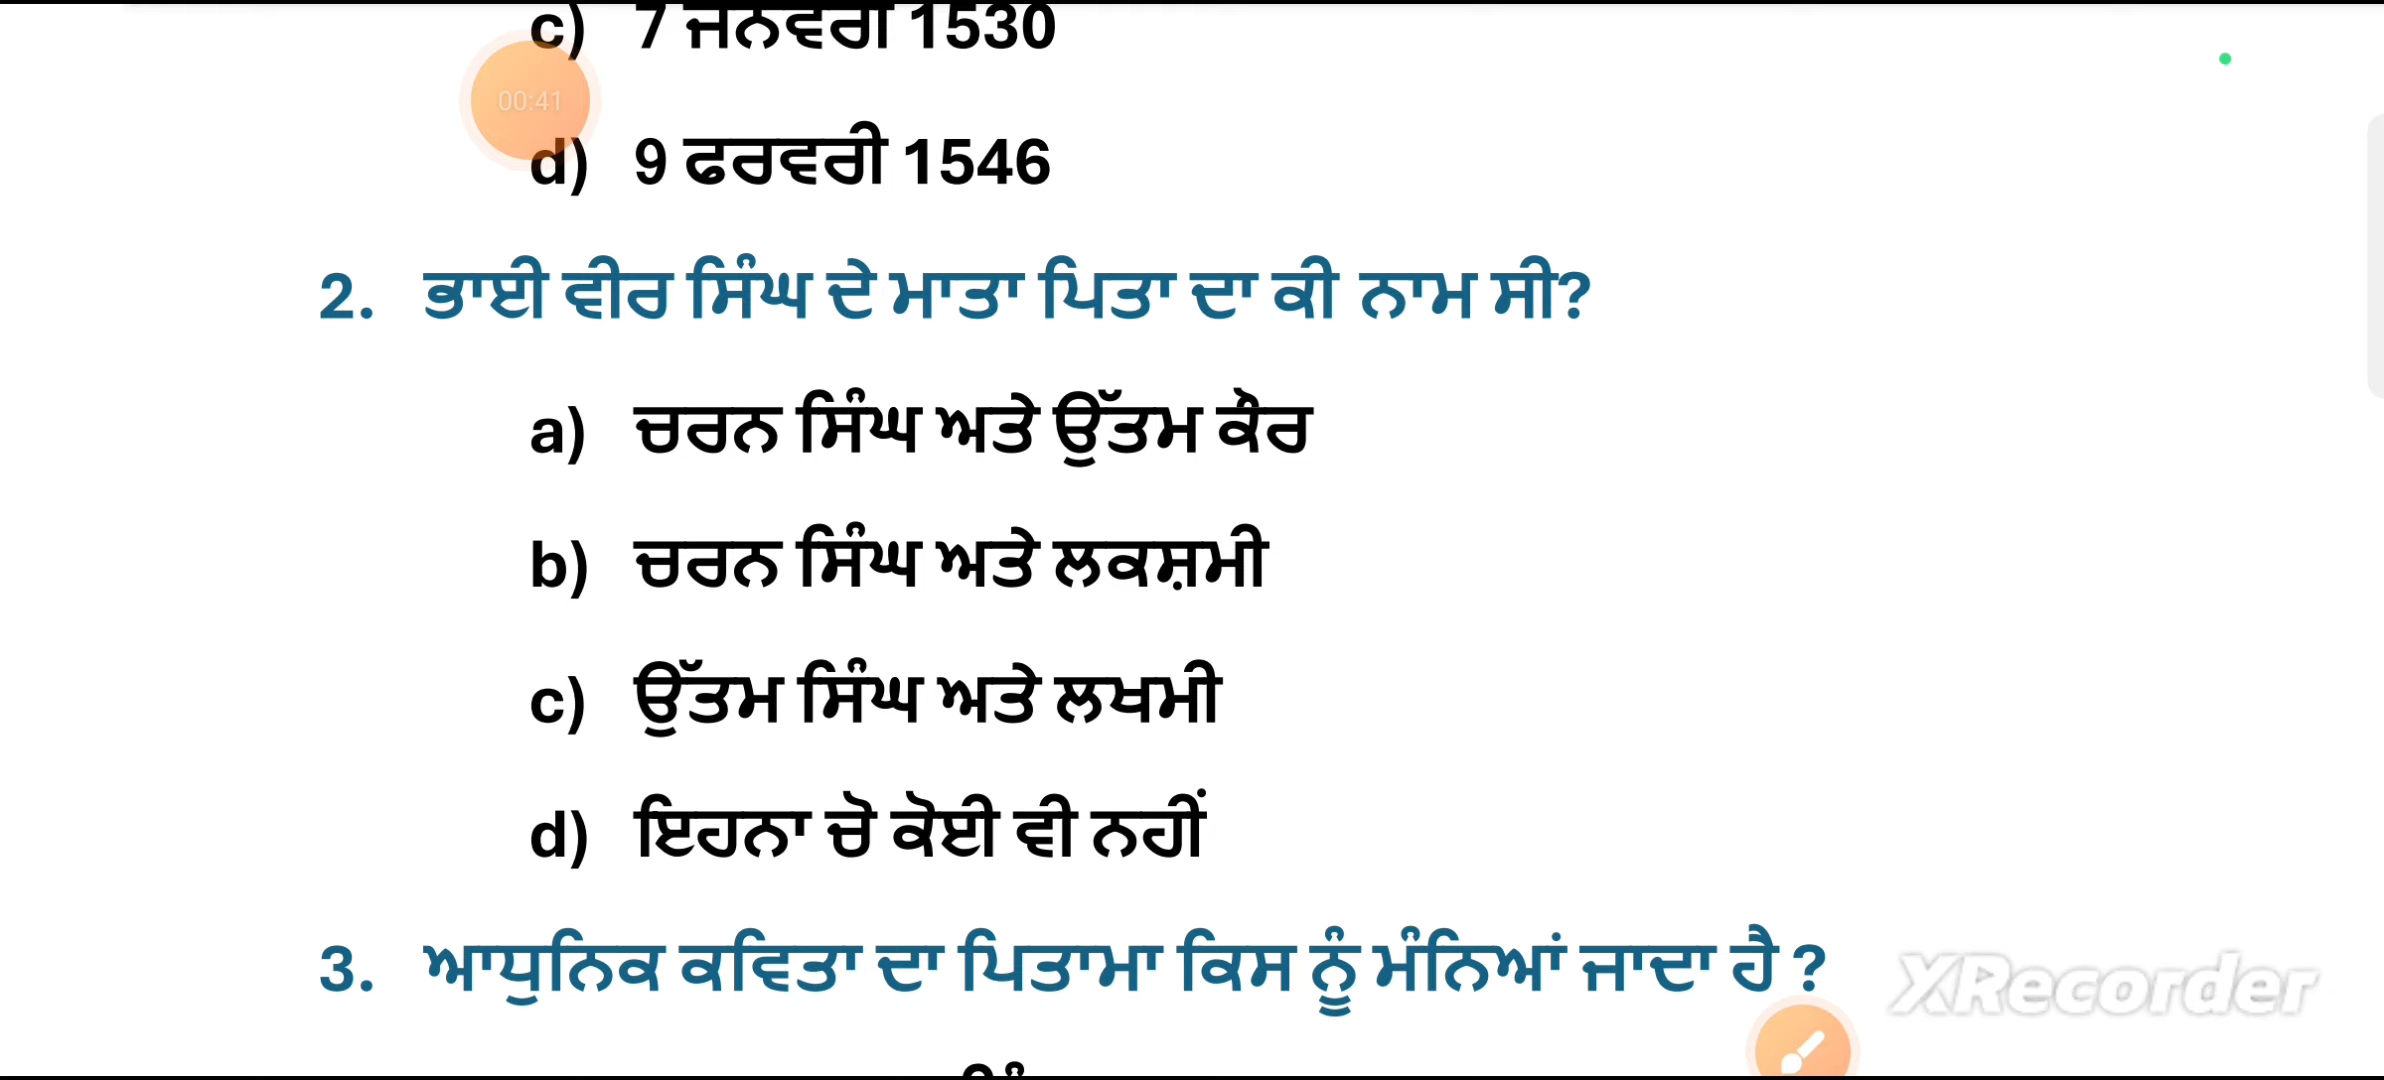 c) 7 ਜਨਵਰੀ 1530
00:41
d) 9 ਫਰਵਰੀ 1546
2. ਭਾਈ ਵੀਰ ਸਿੰਘ ਦੇ ਮਾਤਾ ਪਿਤਾ ਦਾ ਕੀ ਨਾਮ ਸੀ?
a) ਚਰਨ ਸਿੰਘ ਅਤੇ ਉੱਤਮ ਕੌਰ
b) ਚਰਨ ਸਿੰਘ ਅਤੇ ਲਕਸ਼ਮੀ
c) ਉੱਤਮ ਸਿੰਘ ਅਤੇ ਲਖਮੀ
d) ਇਹਨਾ ਚੋ ਕੋਈ ਵੀ ਨਹੀਂ
3. ਆਧੁਨਿਕ ਕਵਿਤਾ ਦਾ ਪਿਤਾਮਾ ਕਿਸ ਨੂੰ ਮੰਨਿਆਂ ਜਾਦਾ ਹੈ ?
XRecorder